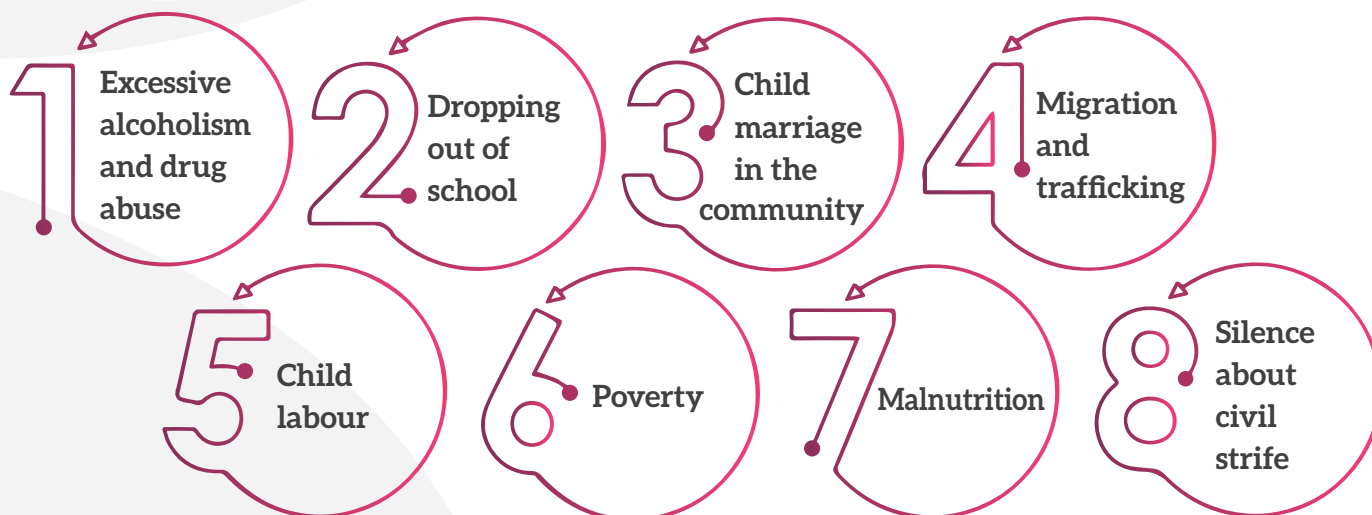 1
Excessive
alcoholism
and drug
abuse
2
Dropping
out of
school
3
Child
marriage
in the
community
4
Migration
and
trafficking
5
Child
labour
6
Poverty
7
Malnutrition
8
Silence
about
civil
strife